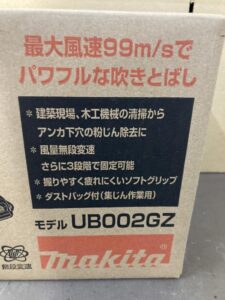 最大風速99m/sで
パワフルな吹きとばし
* 建築現場、木工機械の清掃から
アンカ下穴の粉じん除去に
* 風量無段変速
さらに3段階で固定可能
* 握りやすく疲れにくいソフトグリップ
* ダストバッグ付(集じん作業用)
モデル UB002GZ
無段変速
makita®